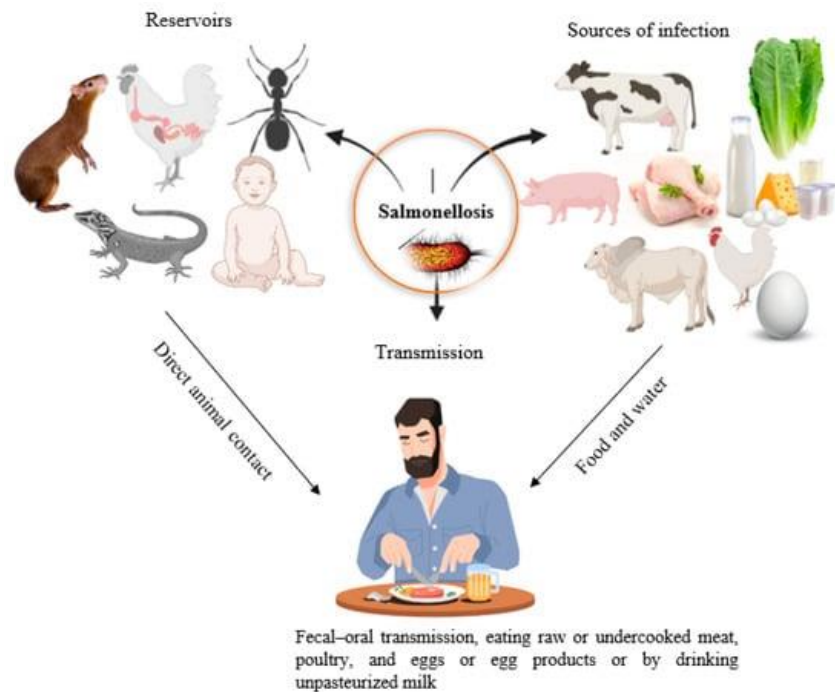 Reservoirs
Sources of infection
Salmonellosis
Transmission
Direct animal contact
Food and water
Fecal–oral transmission, eating raw or undercooked meat,
poultry, and eggs or egg products or by drinking
unpasteurized milk